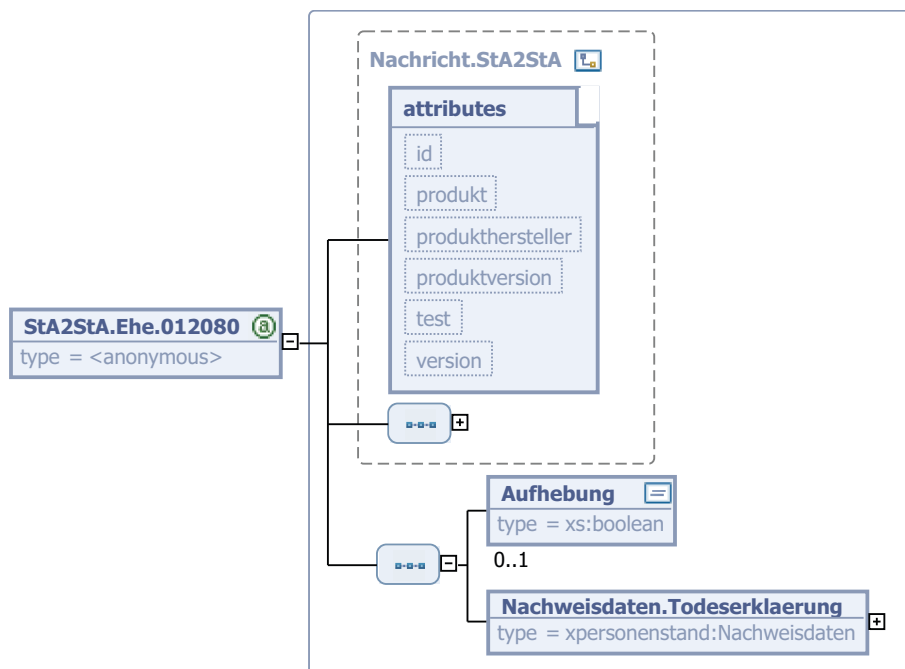 Nachricht.StA2StA
attributes
id
produkt
produkthersteller
produktversion
test
version
StA2StA.Ehe.012080 @
type = <anonymous>
Aufhebung
type = xs:boolean
0..1
Nachweisdaten.Todeserklaerung
type = xpersonenstand:Nachweisdaten